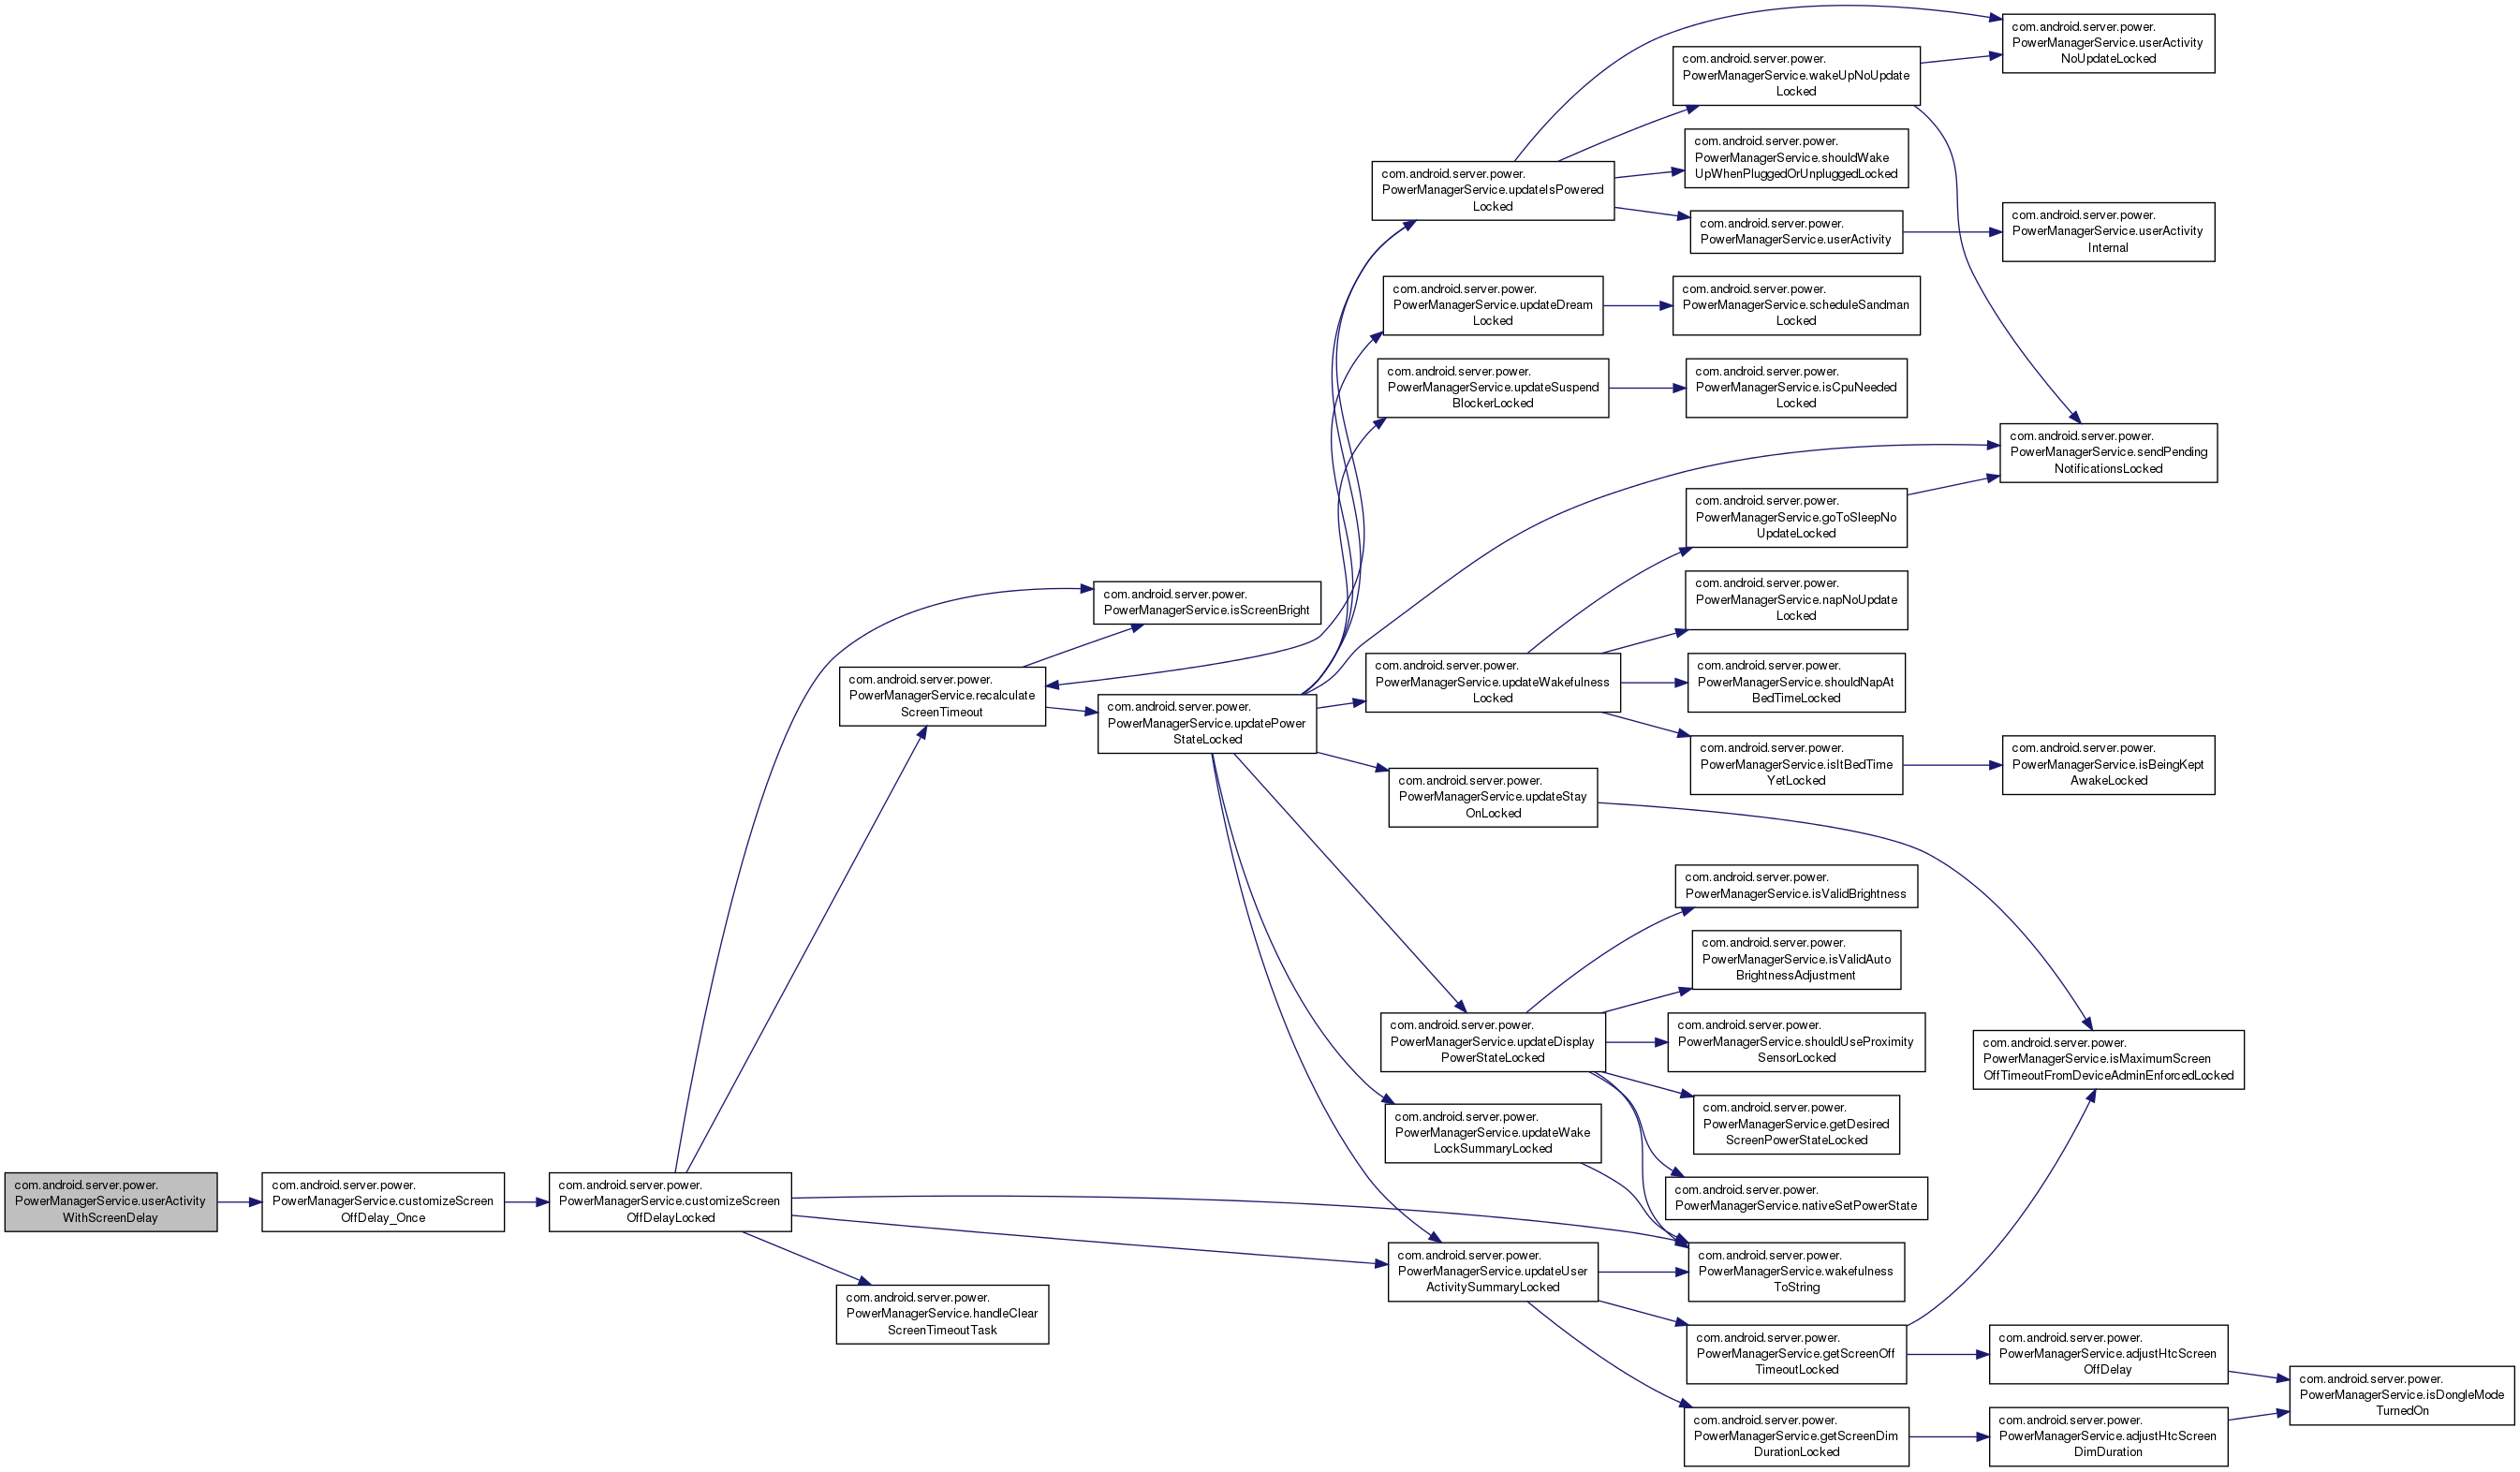 com.android.server.power.
PowerManagerService.userActivity
WithScreenDelay
com.android.server.power.
PowerManagerService.customizeScreen
OffDelay_Once
com.android.server.power.
PowerManagerService.customizeScreen
OffDelayLocked
com.android.server.power.
PowerManagerService.isScreenBright
com.android.server.power.
PowerManagerService.recalculate
ScreenTimeout
com.android.server.power.
PowerManagerService.handleClear
ScreenTimeoutTask
com.android.server.power.
PowerManagerService.updatePower
StateLocked
com.android.server.power.
PowerManagerService.updateIsPowered
Locked
com.android.server.power.
PowerManagerService.updateDream
Locked
com.android.server.power.
PowerManagerService.updateSuspend
BlockerLocked
com.android.server.power.
PowerManagerService.updateWakefulness
Locked
com.android.server.power.
PowerManagerService.updateStay
OnLocked
com.android.server.power.
PowerManagerService.updateDisplay
PowerStateLocked
com.android.server.power.
PowerManagerService.updateWake
LockSummaryLocked
com.android.server.power.
PowerManagerService.updateUser
ActivitySummaryLocked
com.android.server.power.
PowerManagerService.wakeUpNoUpdate
Locked
com.android.server.power.
PowerManagerService.shouldWake
UpWhenPluggedOrUnpluggedLocked
com.android.server.power.
PowerManagerService.userActivity
com.android.server.power.
PowerManagerService.scheduleSandman
Locked
com.android.server.power.
PowerManagerService.isCpuNeeded
Locked
com.android.server.power.
PowerManagerService.goToSleepNo
UpdateLocked
com.android.server.power.
PowerManagerService.napNoUpdate
Locked
com.android.server.power.
PowerManagerService.shouldNapAt
BedTimeLocked
com.android.server.power.
PowerManagerService.isItBedTime
YetLocked
com.android.server.power.
PowerManagerService.isValidBrightness
com.android.server.power.
PowerManagerService.isValidAuto
BrightnessAdjustment
com.android.server.power.
PowerManagerService.shouldUseProximity
SensorLocked
com.android.server.power.
PowerManagerService.getDesired
ScreenPowerStateLocked
com.android.server.power.
PowerManagerService.nativeSetPowerState
com.android.server.power.
PowerManagerService.wakefulness
ToString
com.android.server.power.
PowerManagerService.getScreenOff
TimeoutLocked
com.android.server.power.
PowerManagerService.getScreenDim
DurationLocked
com.android.server.power.
PowerManagerService.userActivity
NoUpdateLocked
com.android.server.power.
PowerManagerService.userActivity
Internal
com.android.server.power.
PowerManagerService.sendPending
NotificationsLocked
com.android.server.power.
PowerManagerService.isBeingKept
AwakeLocked
com.android.server.power.
PowerManagerService.isMaximumScreen
OffTimeoutFromDeviceAdminEnforcedLocked
com.android.server.power.
PowerManagerService.adjustHtcScreen
OffDelay
com.android.server.power.
PowerManagerService.adjustHtcScreen
DimDuration
com.android.server.power.
PowerManagerService.isDongleMode
TurnedOn